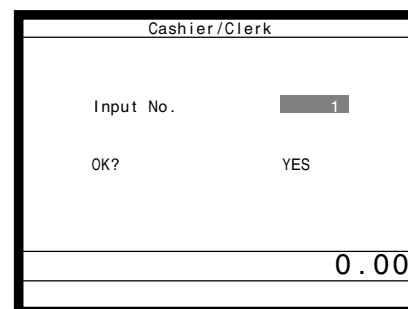 Cashier/Clerk
Input No. 1
OK? YES
0.00